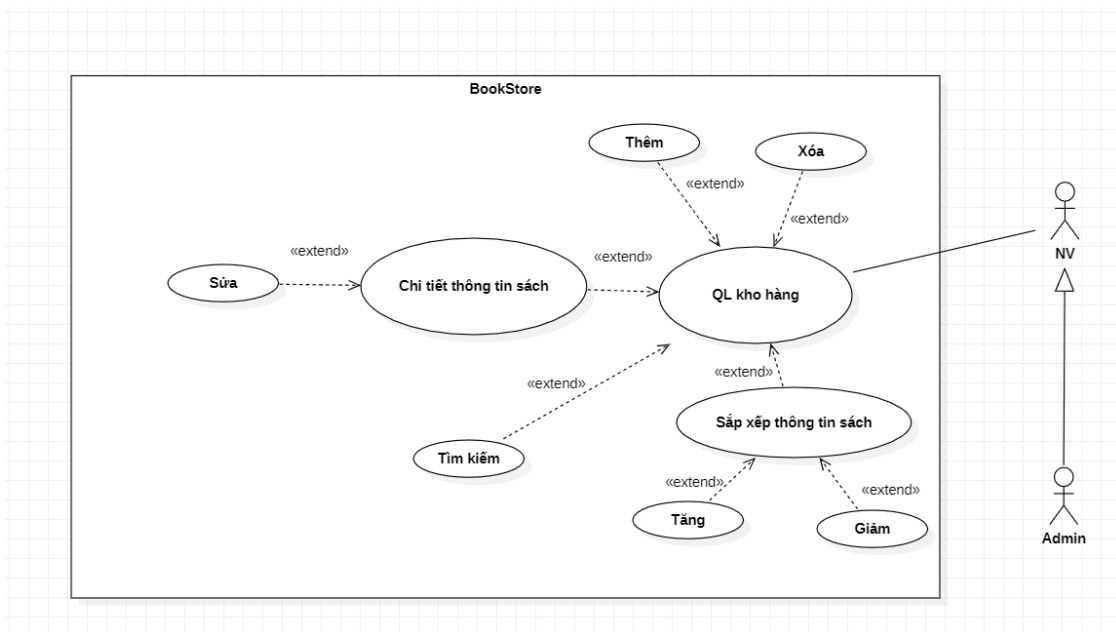 BookStore
Thêm
Xóa
«extend»
«extend»
NV
«extend»
«extend»
Sửa
Chi tiết thông tin sách
QL kho hàng
«extend»
«extend»
Sắp xếp thông tin sách
Tìm kiếm
«extend»
«extend»
Tăng
Giảm
Admin